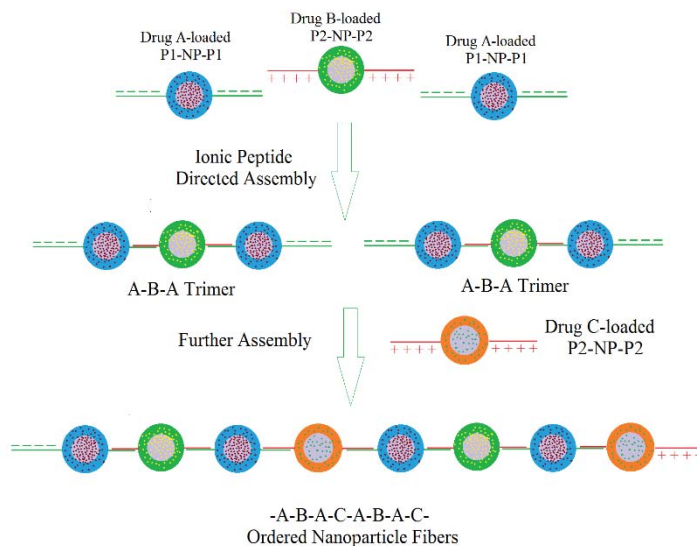 Drug A-loaded
P1-NP-P1
Drug B-loaded
P2-NP-P2
Drug A-loaded
P1-NP-P1
Ionic Peptide
Directed Assembly
A-B-A Trimer
A-B-A Trimer
Further Assembly
Drug C-loaded
P2-NP-P2
-A-B-A-C-A-B-A-C-
Ordered Nanoparticle Fibers